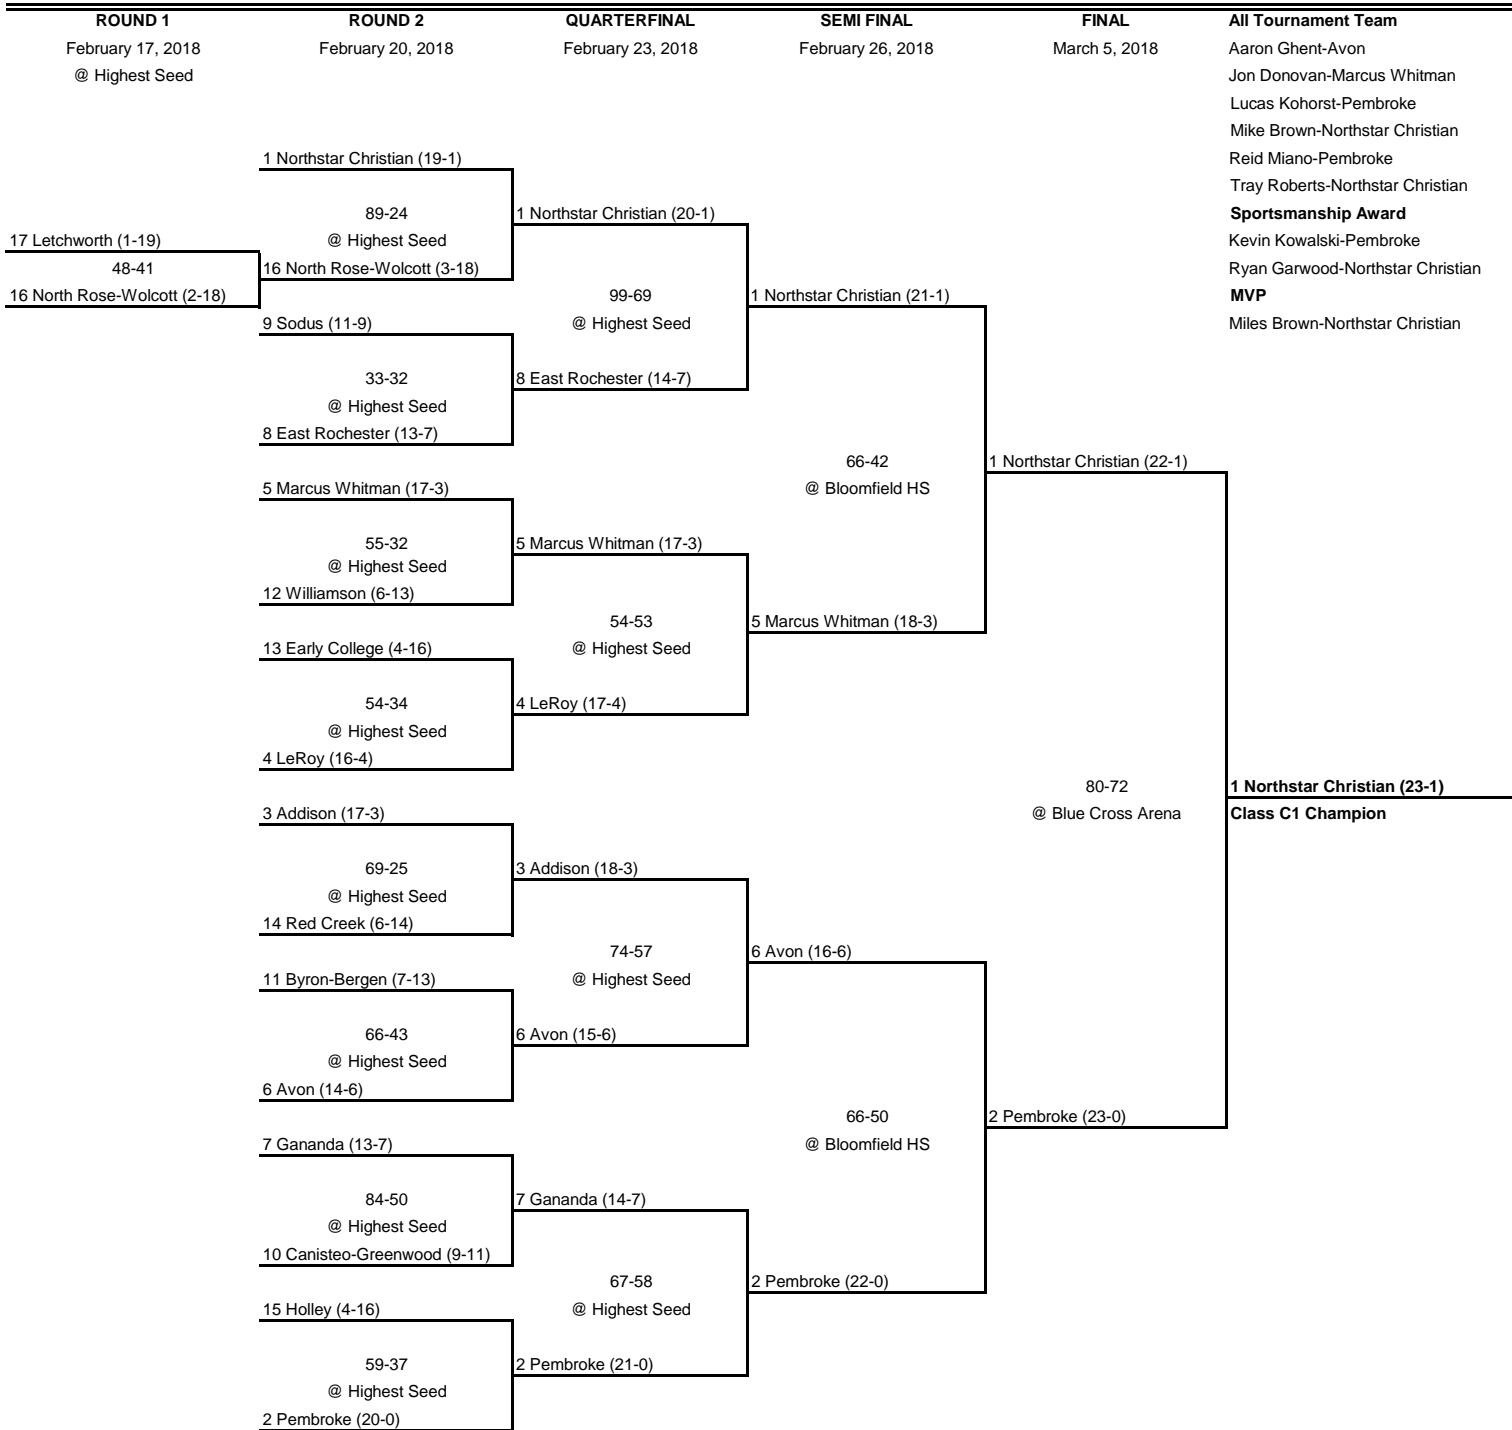 ROUND 1 ROUND 2 QUARTERFINAL SEMI FINAL FINAL All Tournament Team
February 17, 2018 February 20, 2018 February 23, 2018 February 26, 2018 March 5, 2018 Aaron Ghent-Avon
@ Highest Seed Jon Donovan-Marcus Whitman
Lucas Kohorst-Pembroke
Mike Brown-Northstar Christian
1 Northstar Christian (19-1) Reid Miano-Pembroke
Tray Roberts-Northstar Christian
89-24 1 Northstar Christian (20-1) Sportsmanship Award
17 Letchworth (1-19) @ Highest Seed Kevin Kowalski-Pembroke
48-41 16 North Rose-Wolcott (3-18) Ryan Garwood-Northstar Christian
16 North Rose-Wolcott (2-18) 99-69 1 Northstar Christian (21-1) MVP
9 Sodus (11-9) @ Highest Seed Miles Brown-Northstar Christian
33-32 8 East Rochester (14-7)
@ Highest Seed
8 East Rochester (13-7)
66-42 1 Northstar Christian (22-1)
5 Marcus Whitman (17-3) @ Bloomfield HS
55-32 5 Marcus Whitman (17-3)
@ Highest Seed
12 Williamson (6-13)
54-53 5 Marcus Whitman (18-3)
13 Early College (4-16) @ Highest Seed
54-34 4 LeRoy (17-4)
@ Highest Seed
4 LeRoy (16-4)
80-72 1 Northstar Christian (23-1)
3 Addison (17-3) @ Blue Cross Arena Class C1 Champion
69-25 3 Addison (18-3)
@ Highest Seed
14 Red Creek (6-14)
74-57 6 Avon (16-6)
11 Byron-Bergen (7-13) @ Highest Seed
66-43 6 Avon (15-6)
@ Highest Seed
6 Avon (14-6)
66-50 2 Pembroke (23-0)
7 Gananda (13-7) @ Bloomfield HS
84-50 7 Gananda (14-7)
@ Highest Seed
10 Canisteo-Greenwood (9-11)
67-58 2 Pembroke (22-0)
15 Holley (4-16) @ Highest Seed
59-37 2 Pembroke (21-0)
@ Highest Seed
2 Pembroke (20-0)